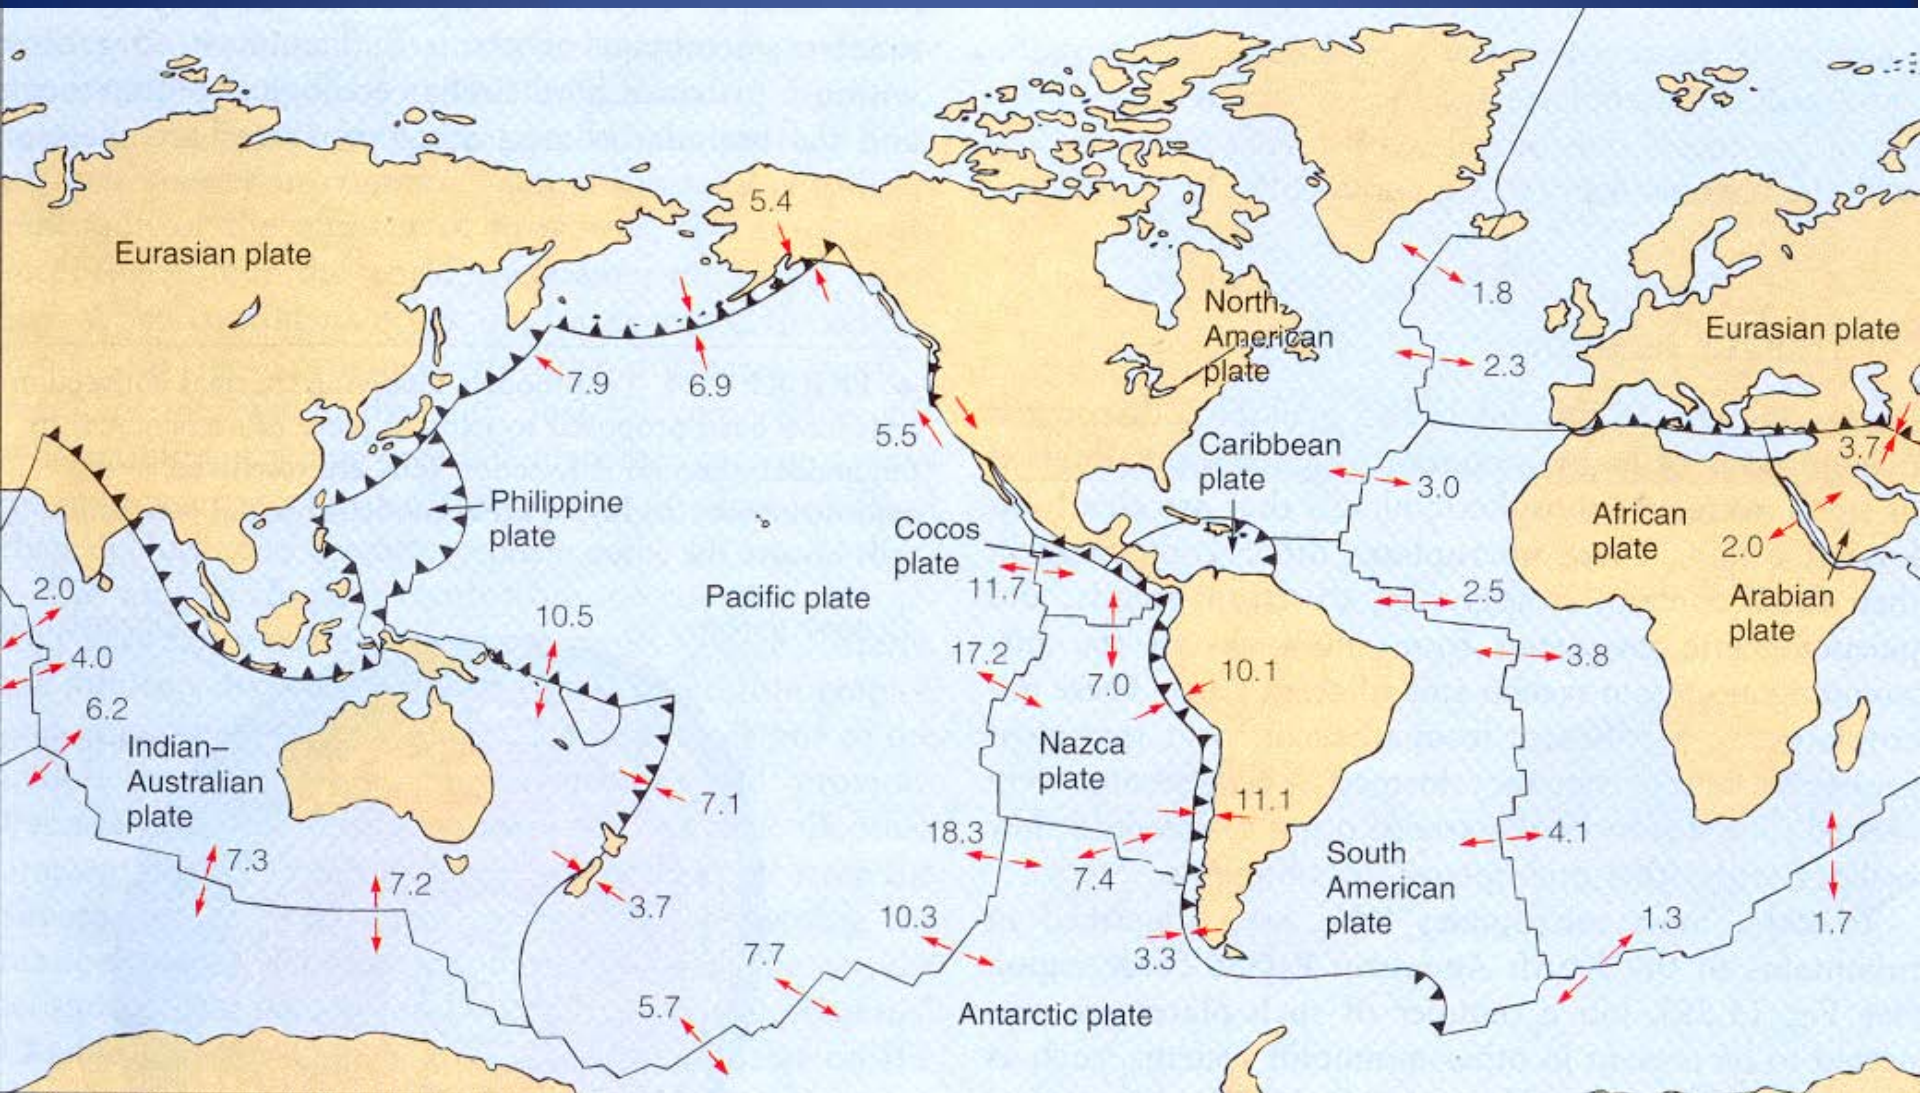 5.4
Eurasian plate
1.8
North
American
plate
Eurasian plate
2.3
7.9
6.9
5.5
Caribbean
plate
3.7
3.0
Philippine
plate
Cocos
plate
African
plate
2.0
11.7
2.0
Pacific plate
2.5
Arabian
plate
10.5
4.0
17.2
3.8
10.1
7.0
6.2
Indian–
Australian
plate
Nazca
plate
7.1
11.1
18.3
4.1
7.3
7.2
7.4
South
American
plate
3.7
10.3
1.3
1.7
7.7
3.3
5.7
Antarctic plate